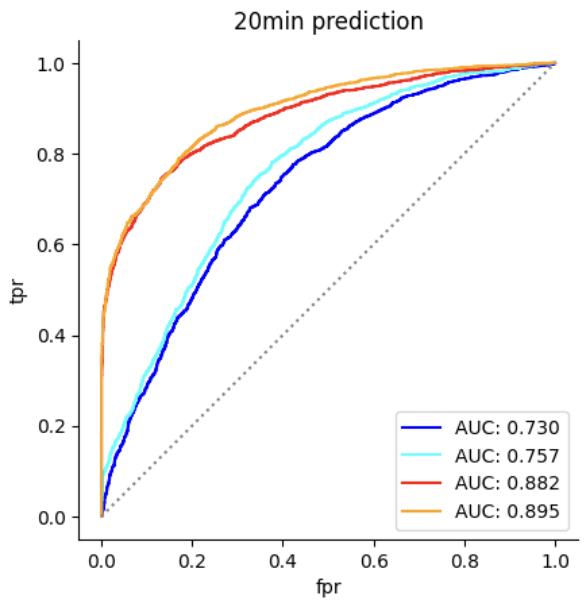 20min prediction
tpr
1.0
0.8
0.6
0.4
0.2
0.0
AUC: 0.730
AUC: 0.757
AUC: 0.882
AUC: 0.895
0.0 0.2 0.4 0.6 0.8 1.0
fpr